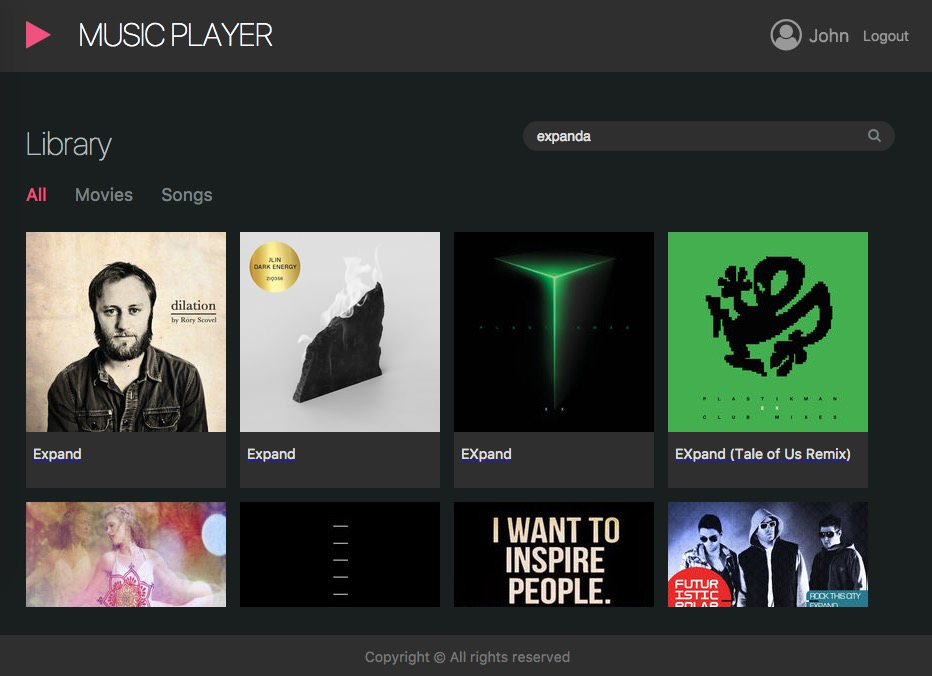 MUSIC PLAYER
John
Logout
Library
expanda
All
Movies
Songs
dilation
by Rory Scovel
JLIN
DARK ENERGY
PLASTIKMAN
E X
PLASTIKMAN
E X
CLUB MIXES
Expand
Expand
EXpand
EXpand (Tale of Us Remix)
I WANT TO
INSPIRE
PEOPLE.
FUTUR
ISTIC
POLAR
ROCK THIS CITY
EXPAND
Copyright © All rights reserved